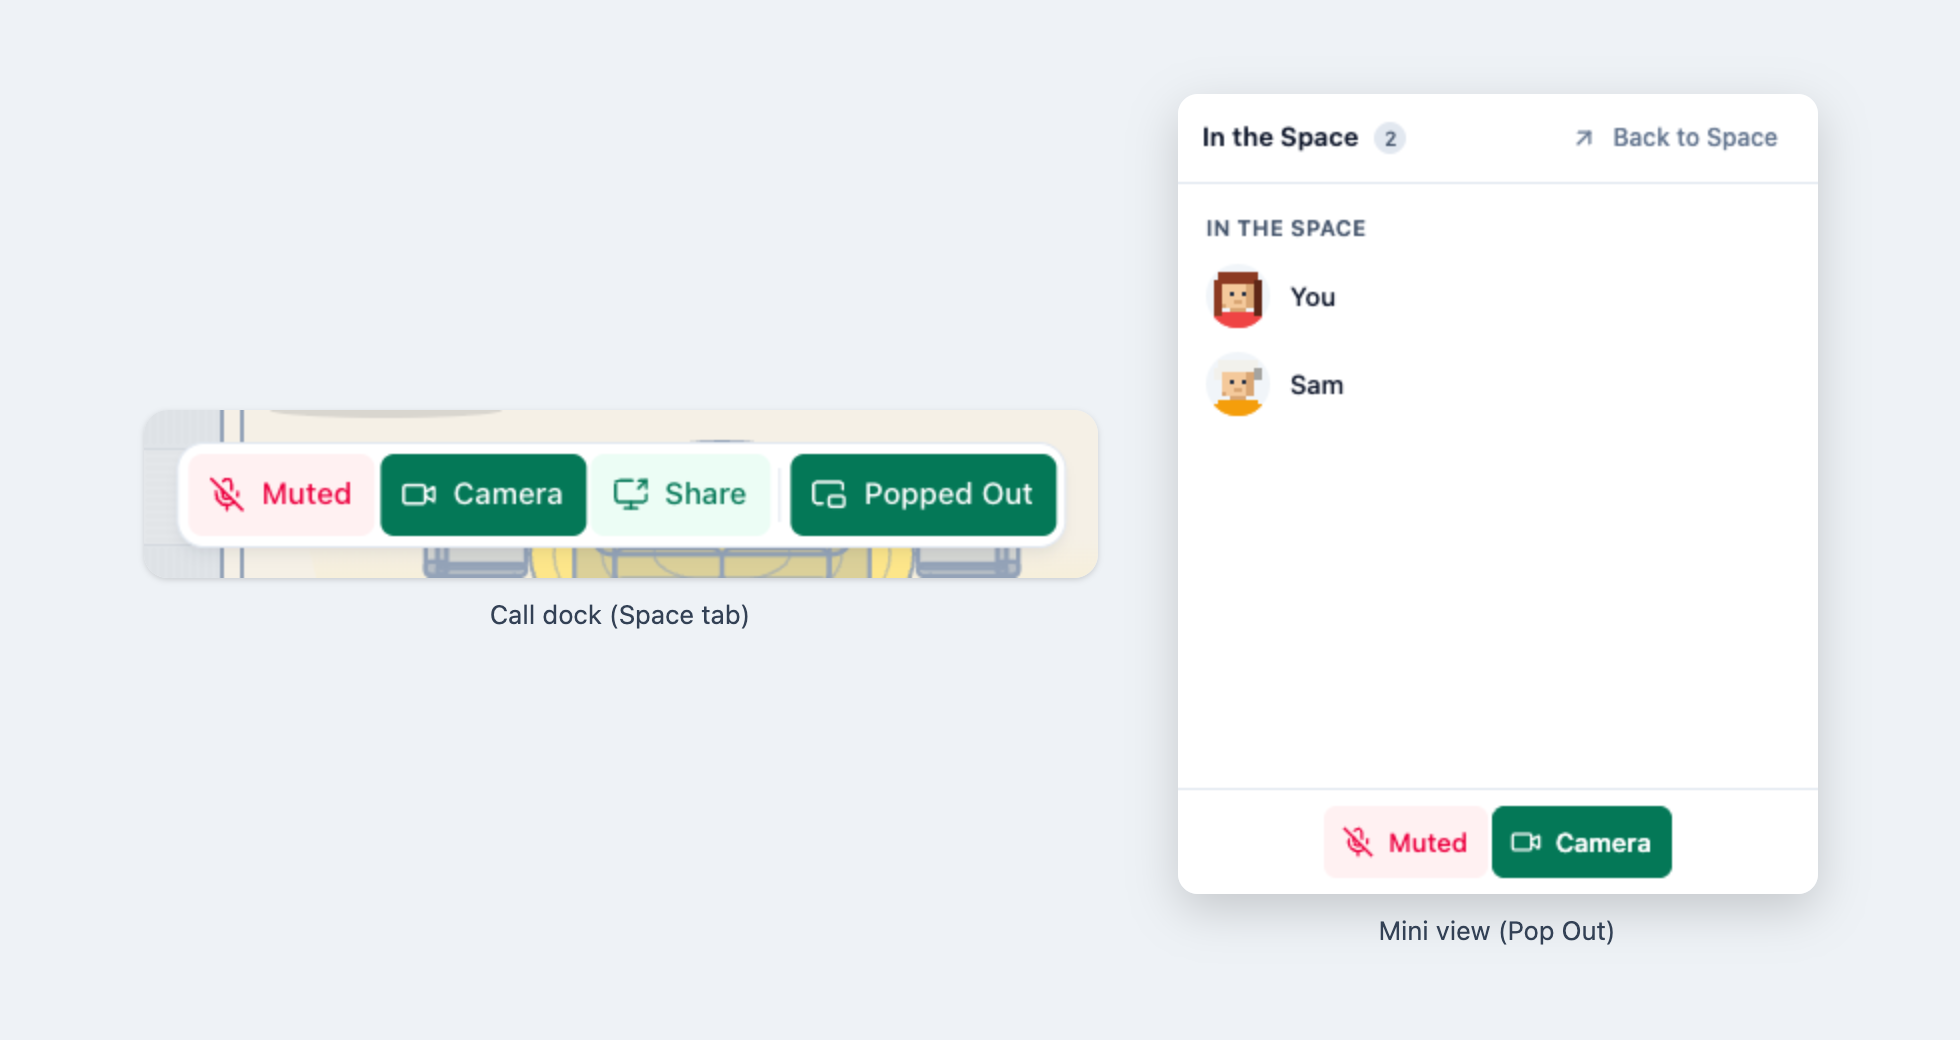 Muted Camera Share Popped Out
Call dock (Space tab)
In the Space 2 Back to Space
IN THE SPACE
You
Sam
Muted Camera
Mini view (Pop Out)